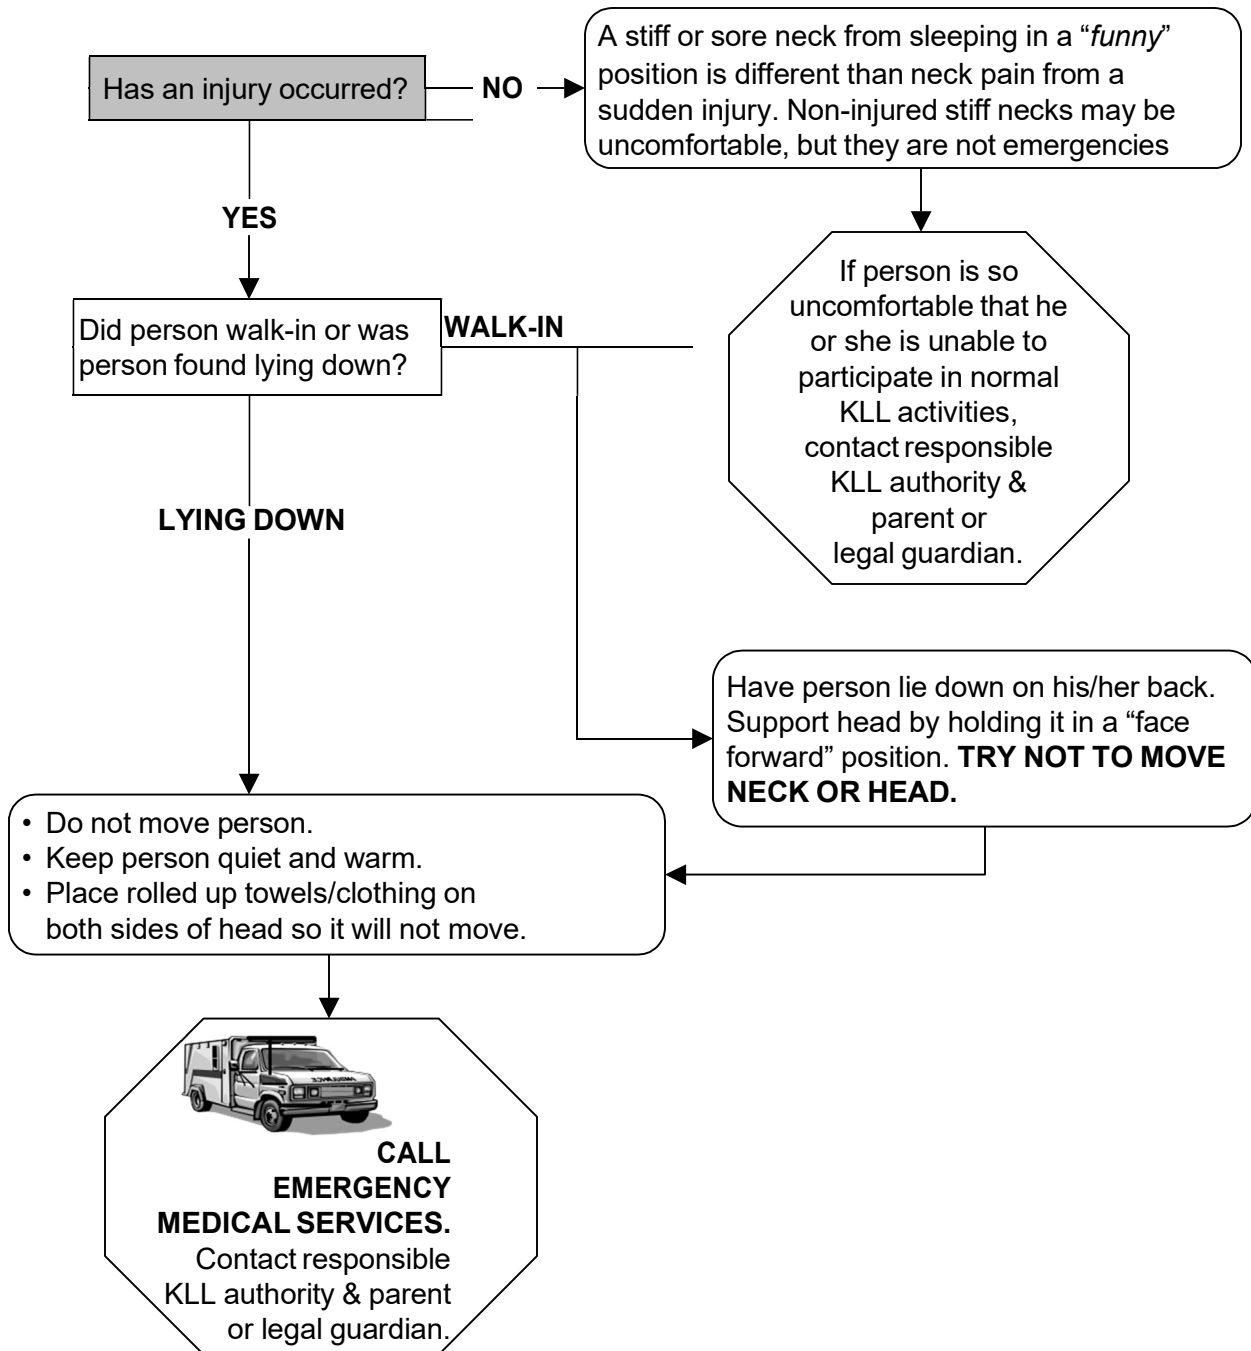 Has an injury occurred?
NO
A stiff or sore neck from sleeping in a “funny”
position is different than neck pain from a
sudden injury. Non-injured stiff necks may be
uncomfortable, but they are not emergencies
YES
If person is so
uncomfortable that he
or she is unable to
participate in normal
KLL activities,
contact responsible
KLL authority &
parent or
legal guardian.
Did person walk-in or was
person found lying down?
WALK-IN
LYING DOWN
Have person lie down on his/her back.
Support head by holding it in a “face
forward” position. TRY NOT TO MOVE
NECK OR HEAD.
• Do not move person.
• Keep person quiet and warm.
• Place rolled up towels/clothing on
both sides of head so it will not move.
AMBULANCE
CALL
EMERGENCY
MEDICAL SERVICES.
Contact responsible
KLL authority & parent
or legal guardian.